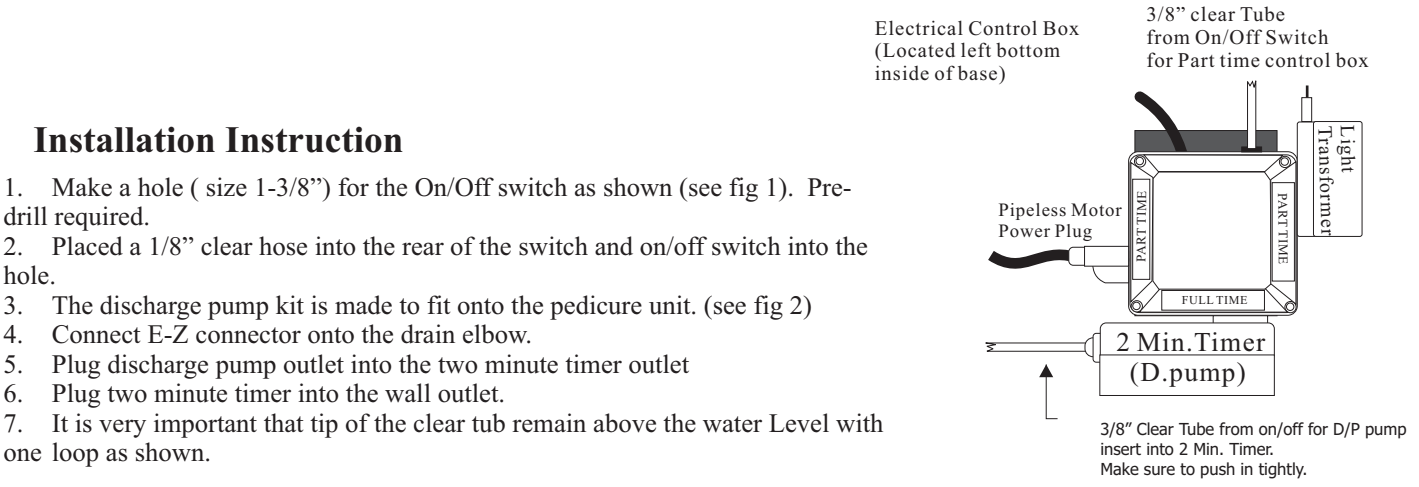 Installation Instruction
1. Make a hole ( size 1-3/8”) for the On/Off switch as shown (see fig 1). Pre-
drill required.
2. Placed a 1/8” clear hose into the rear of the switch and on/off switch into the
hole.
3. The discharge pump kit is made to fit onto the pedicure unit. (see fig 2)
4. Connect E-Z connector onto the drain elbow.
5. Plug discharge pump outlet into the two minute timer outlet
6. Plug two minute timer into the wall outlet.
7. It is very important that tip of the clear tub remain above the water Level with
one loop as shown.
Electrical Control Box
(Located left bottom
inside of base)
3/8” clear Tube
from On/Off Switch
for Part time control box
Light
Transformer
Pipeless Motor
Power Plug
PART TIME
PART TIME
FULL TIME
2 Min.Timer
(D.pump)
3/8” Clear Tube from on/off for D/P pump
insert into 2 Min. Timer.
Make sure to push in tightly.